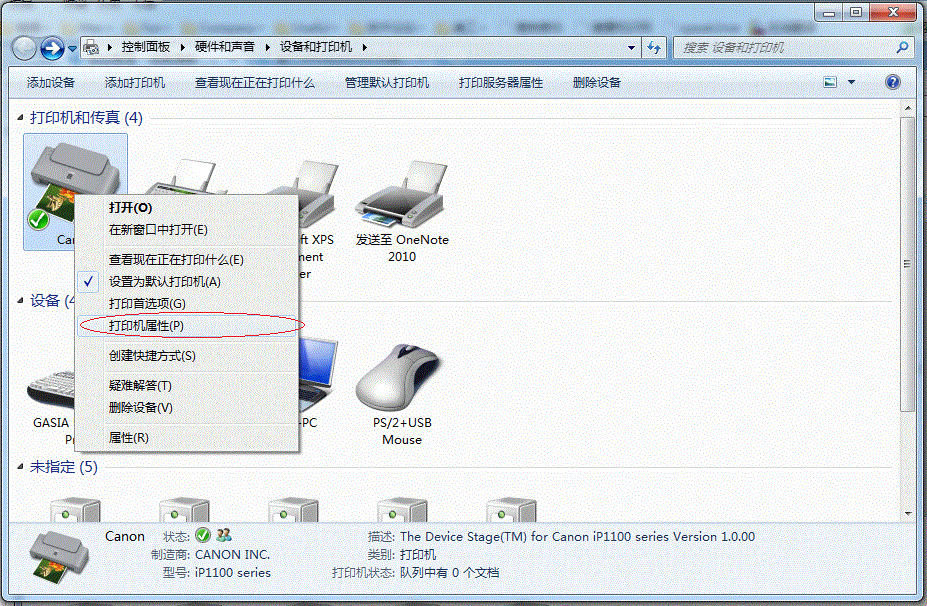 控制面板 硬件和声音 设备和打印机
搜索 设备和打印机
添加设备 添加打印机 查看现在正在打印什么 管理默认打印机 打印服务器属性 删除设备
打印机和传真 (4)
Ca
ft XPS
ment
er
发送至 OneNote
2010
打开(O)
在新窗口中打开(E)
查看现在正在打印什么(E)
设置为默认打印机(A)
打印首选项(G)
打印机属性(P)
创建快捷方式(S)
疑难解答(T)
删除设备(V)
属性(R)
设备 (4
GASIA
Pr
-PC
PS/2+USB
Mouse
未指定 (5)
Canon
状态:
制造商: CANON INC.
型号: iP1100 series
描述: The Device Stage(TM) for Canon iP1100 series Version 1.0.00
类别: 打印机
打印机状态: 队列中有 0 个文档